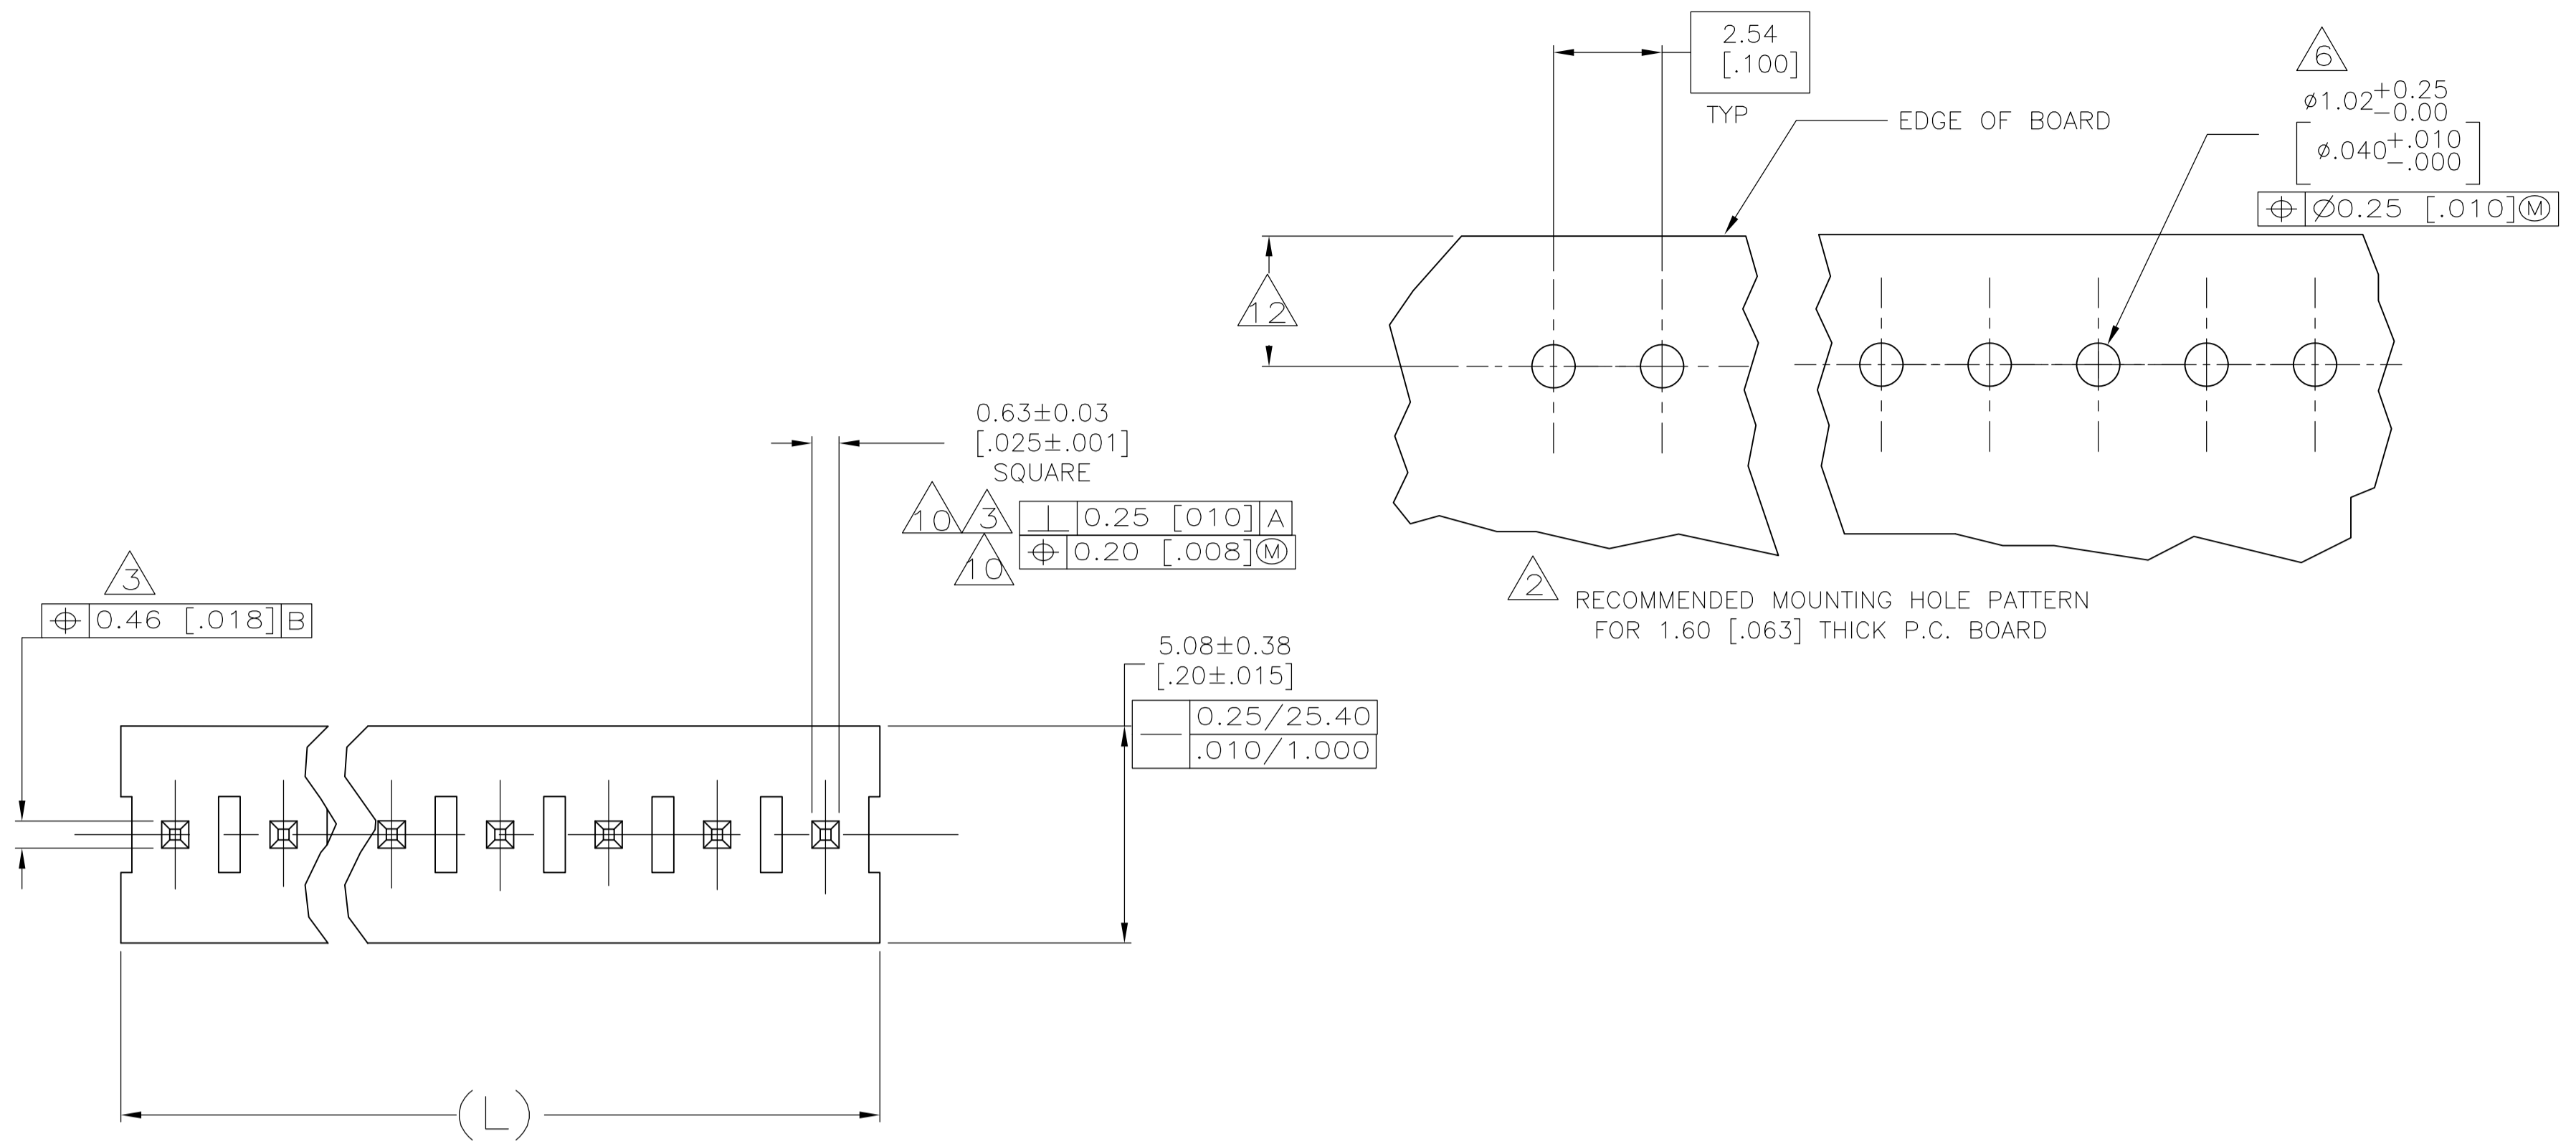 2.54
[.100]
TYP
6
⌀1.02+0.25
−0.00
EDGE OF BOARD
[⌀.040+.010
−.000]
⌖ ⌀0.25 [.010]Ⓜ
12
0.63±0.03
[.025±.001]
SQUARE
10 3 ⟂ 0.25 [010] A
10 ⌖ 0.20 [.008]Ⓜ
3
⌖ 0.46 [.018] B
2 RECOMMENDED MOUNTING HOLE PATTERN
FOR 1.60 [.063] THICK P.C. BOARD
5.08±0.38
[.20±.015]
0.25/25.40
.010/1.000
(L)